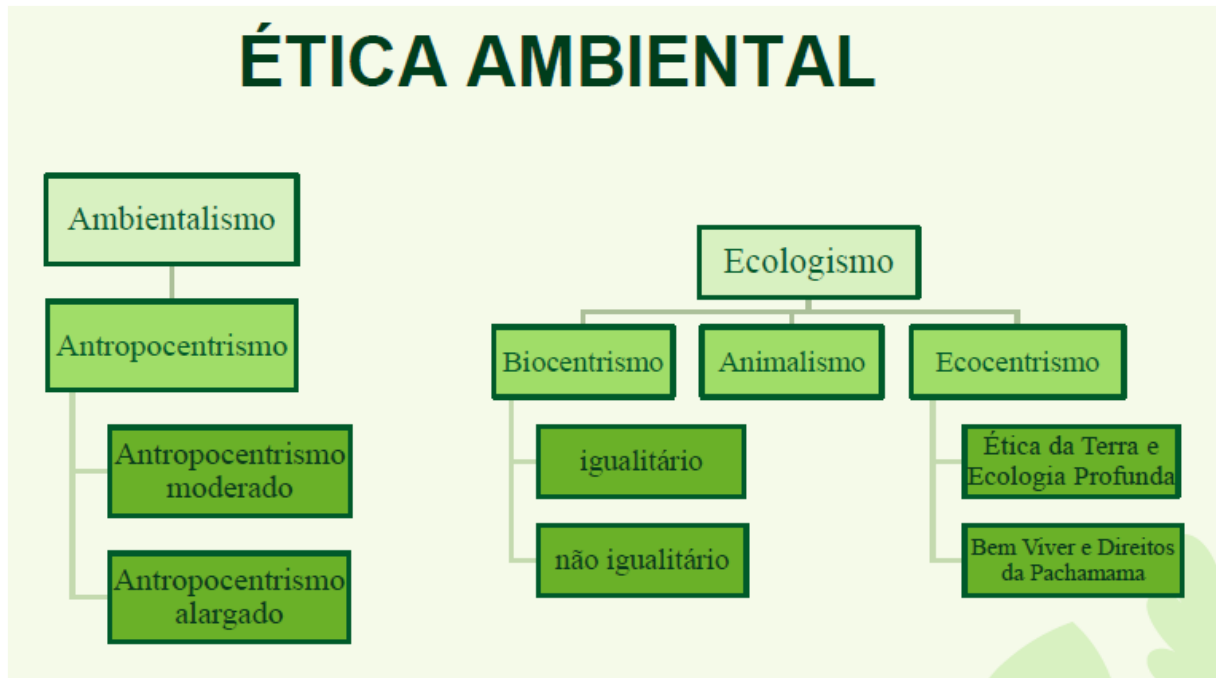 ÉTICA AMBIENTAL
Ambientalismo
Antropocentrismo
Antropocentrismo
moderado
Antropocentrismo
alargado
Ecologismo
Biocentrismo
igualitário
não igualitário
Animalismo
Ecocentrismo
Ética da Terra e
Ecologia Profunda
Bem Viver e Direitos
da Pachamama